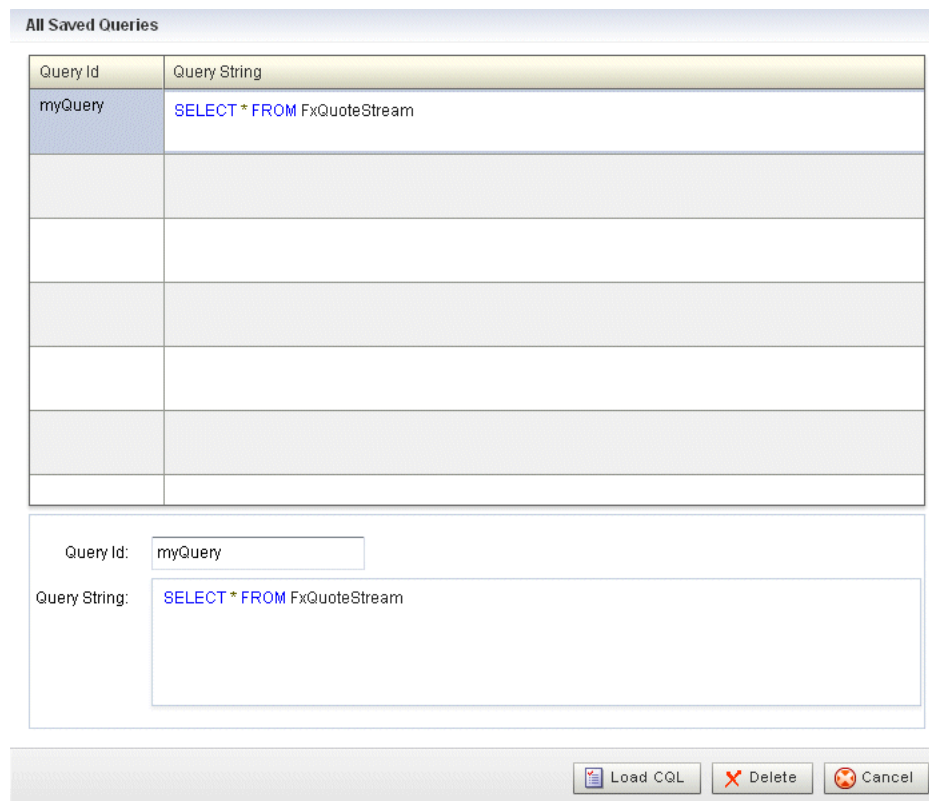 All Saved Queries
Query Id Query String
myQuery SELECT * FROM FxQuoteStream
Query Id: myQuery
Query String: SELECT * FROM FxQuoteStream
Load CQL Delete Cancel